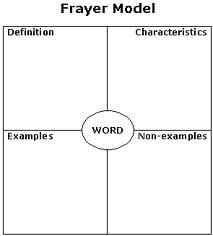 Frayer Model
Definition
Characteristics
WORD
Examples
Non-examples